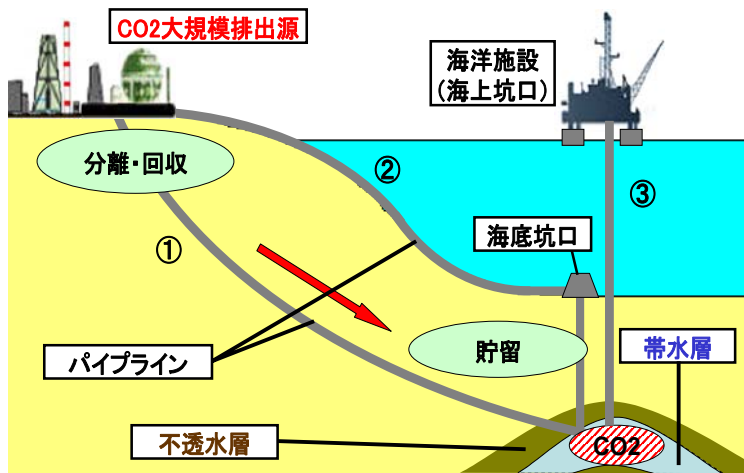 CO2大規模排出源
海洋施設
(海上坑口)
分離・回収
②
③
①
海底坑口
パイプライン
貯留
帯水層
不透水層
CO2